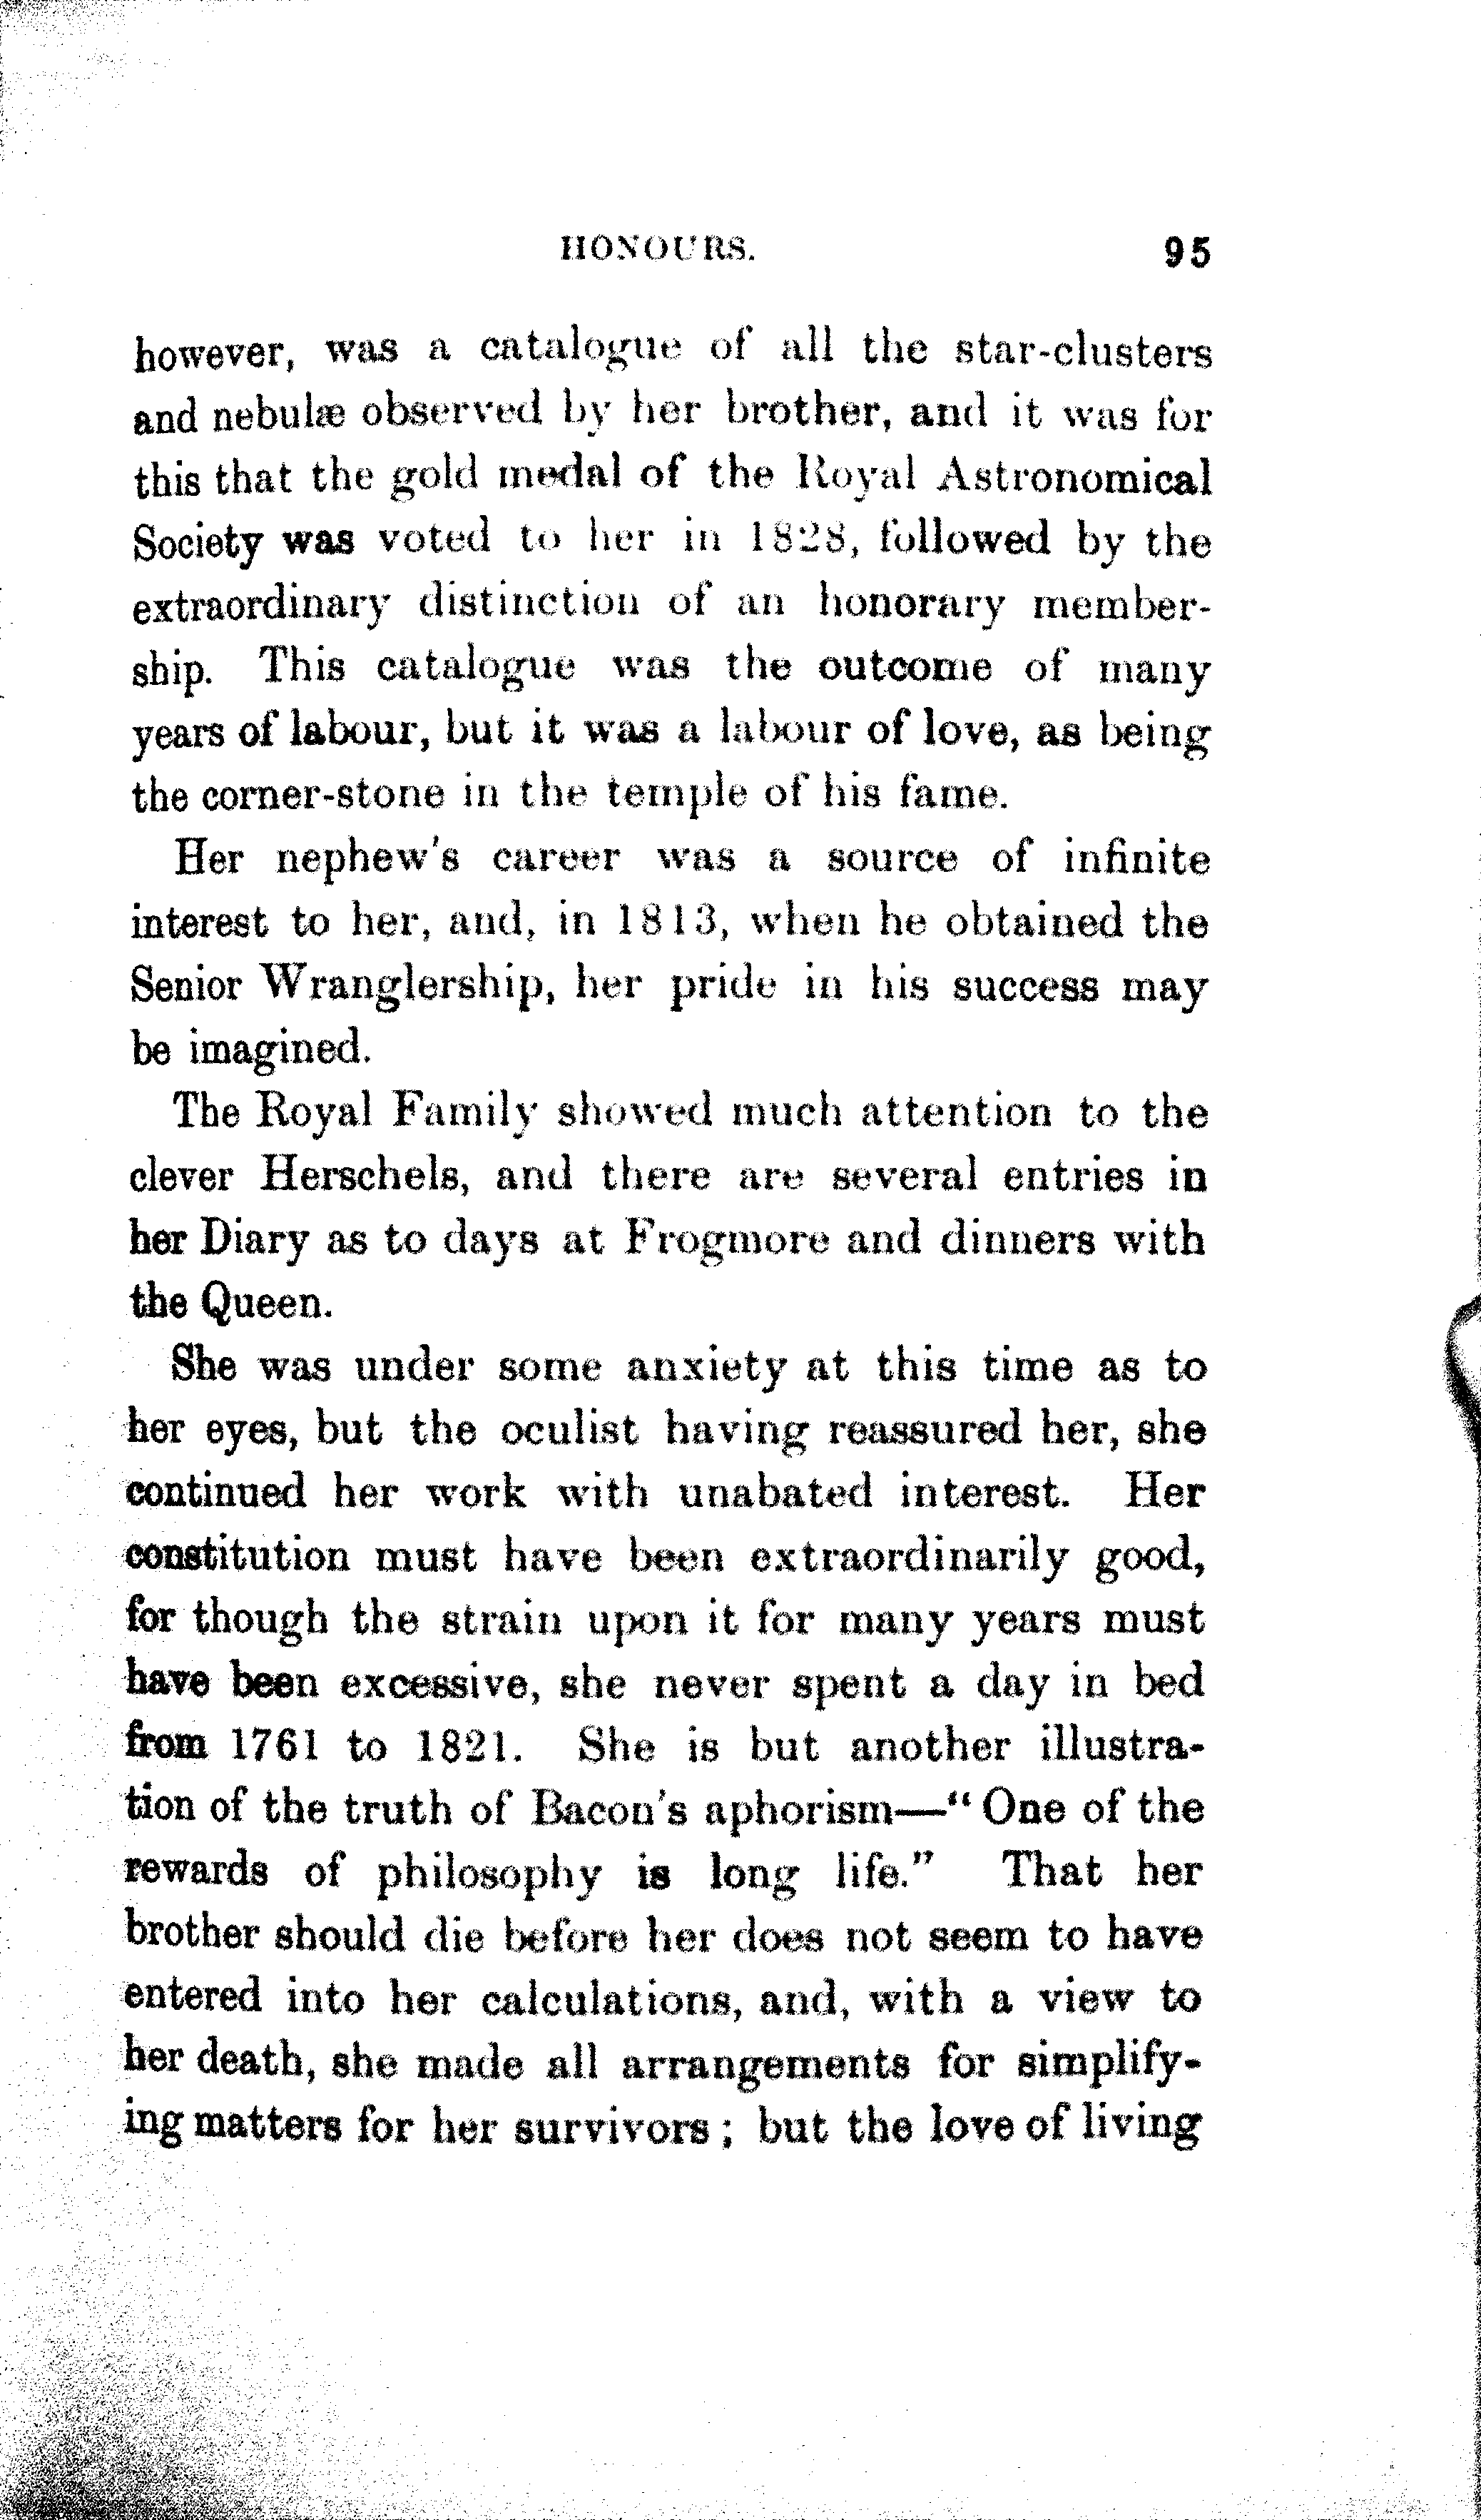 HONOURS. 95
however, was a catalogue of all the star-clusters
and nebulæ observed by her brother, and it was for
this that the gold medal of the Royal Astronomical
Society was voted to her in 1828, followed by the
extraordinary distinction of an honorary member-
ship. This catalogue was the outcome of many
years of labour, but it was a labour of love, as being
the corner-stone in the temple of his fame.
Her nephew's career was a source of infinite
interest to her, and, in 1813, when he obtained the
Senior Wranglership, her pride in his success may
be imagined.
The Royal Family showed much attention to the
clever Herschels, and there are several entries in
her Diary as to days at Frogmore and dinners with
the Queen.
She was under some anxiety at this time as to
her eyes, but the oculist having reassured her, she
continued her work with unabated interest. Her
constitution must have been extraordinarily good,
for though the strain upon it for many years must
have been excessive, she never spent a day in bed
from 1761 to 1821. She is but another illustra-
tion of the truth of Bacon's aphorism—“One of the
rewards of philosophy is long life.” That her
brother should die before her does not seem to have
entered into her calculations, and, with a view to
her death, she made all arrangements for simplify-
ing matters for her survivors; but the love of living